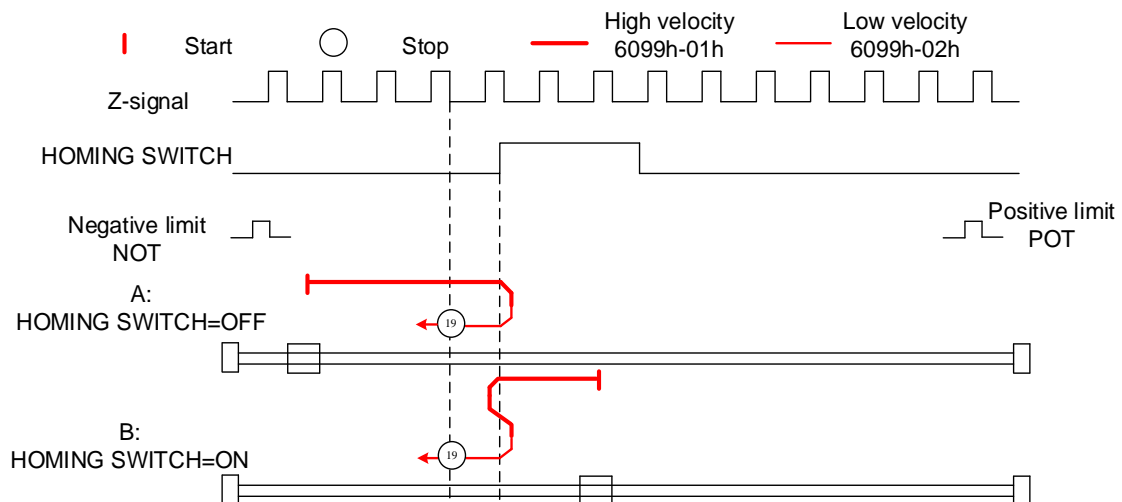 High velocity
6099h-01h
Low velocity
6099h-02h
Start
Stop
Z-signal
HOMING SWITCH
Negative limit
NOT
Positive limit
POT
A:
HOMING SWITCH=OFF
19
B:
HOMING SWITCH=ON
19